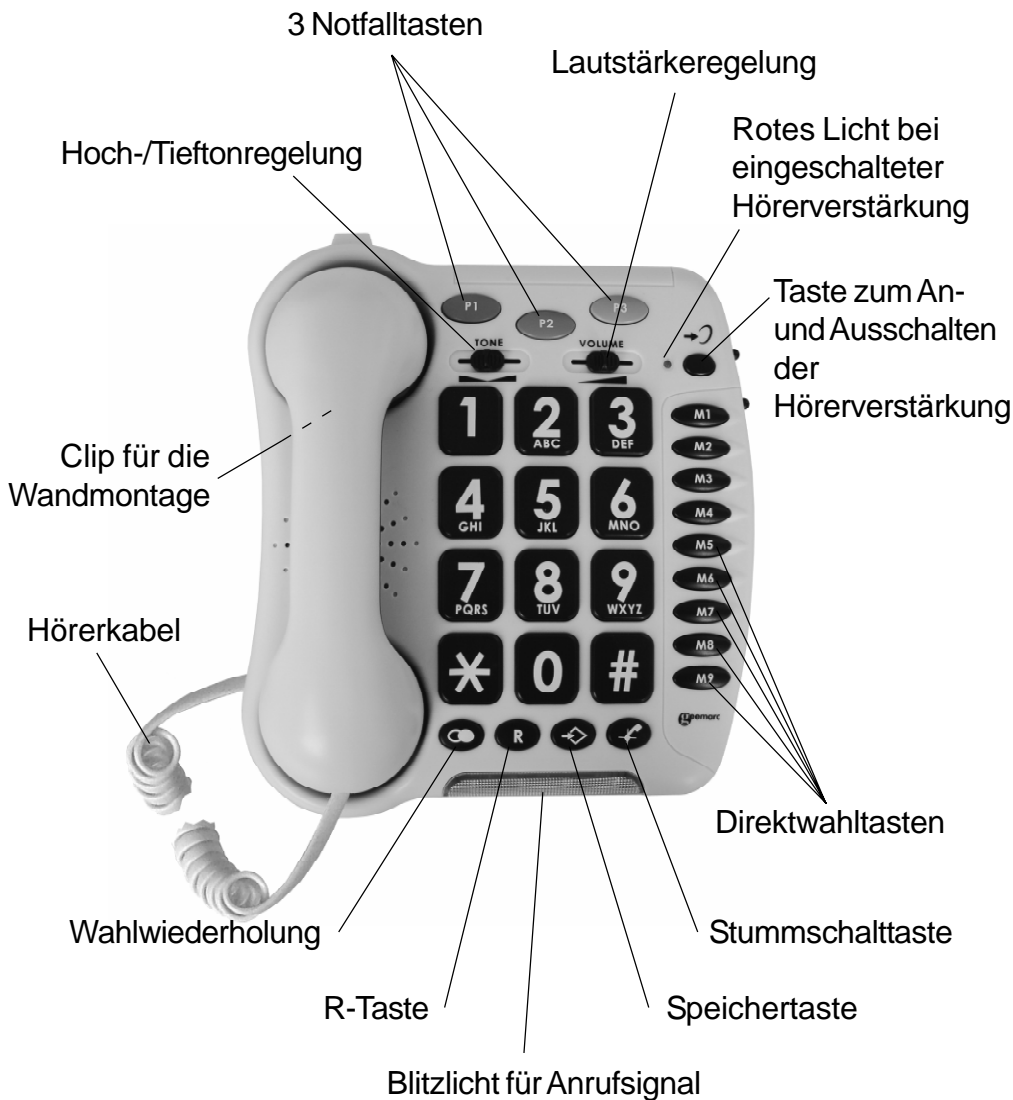 3 Notfalltasten
Lautstärkeregelung
Rotes Licht bei
eingeschalteter
Hörerverstärkung
Hoch-/Tieftonregelung
Taste zum An-
und Ausschalten
der
Hörerverstärkung
P1
P2
P3
TONE
VOLUME
Clip für die
Wandmontage
1
2
ABC
3
DEF
4
GHI
5
JKL
6
MNO
7
PQRS
8
TUV
9
WXYZ
*
0
#
R
M1
M2
M3
M4
M5
M6
M7
M8
M9
geemarc
Hörerkabel
Direktwahltasten
Wahlwiederholung
Stummschalttaste
R-Taste
Speichertaste
Blitzlicht für Anrufsignal